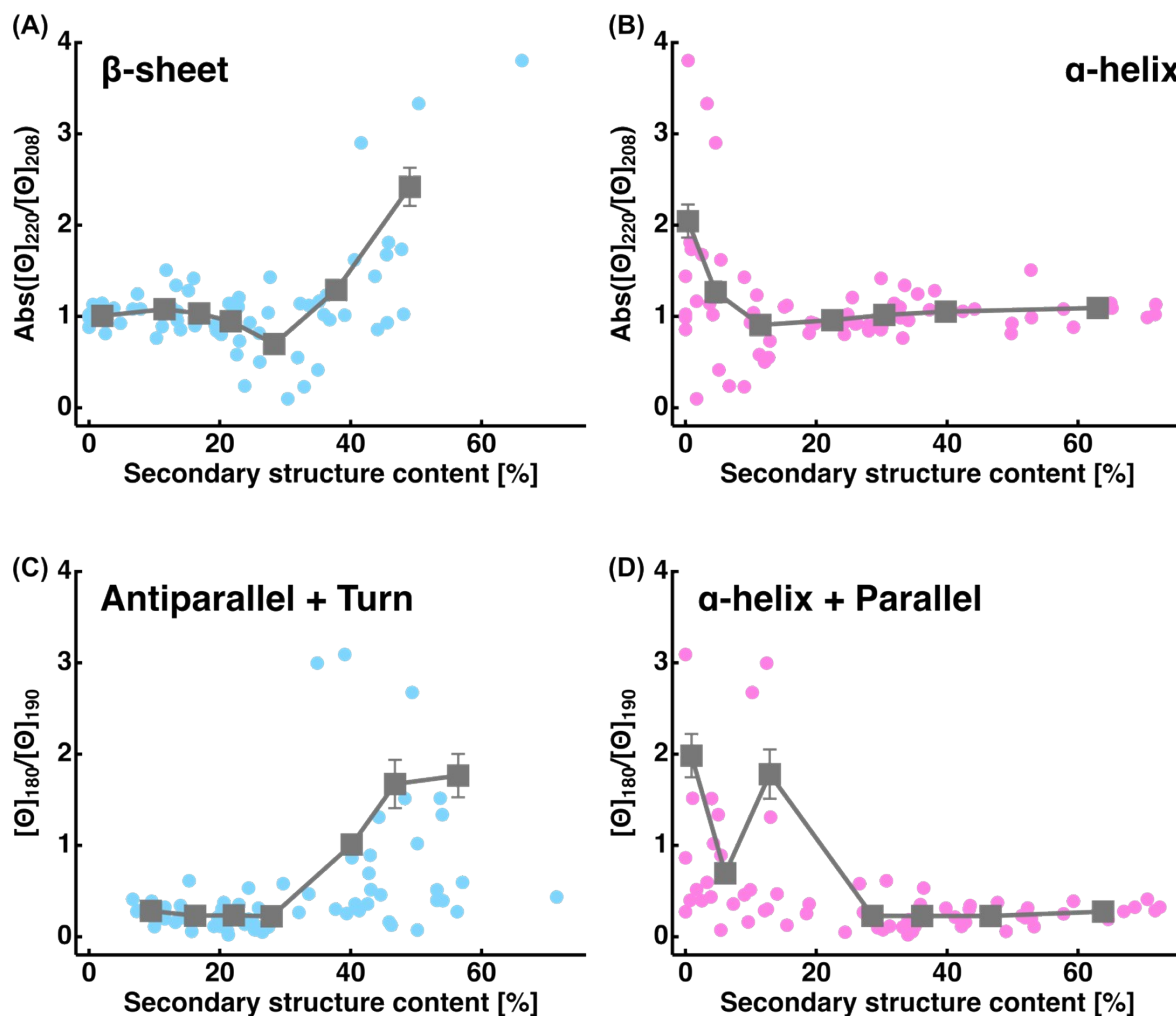 (A)
β-sheet
Abs([Θ]220/[Θ]208)
4
3
2
1
0
0 20 40 60
Secondary structure content [%]
(B)
α-helix
Abs([Θ]220/[Θ]208)
4
3
2
1
0
0 20 40 60
Secondary structure content [%]
(C)
Antiparallel + Turn
[Θ]180/[Θ]190
4
3
2
1
0
0 20 40 60
Secondary structure content [%]
(D)
α-helix + Parallel
[Θ]180/[Θ]190
4
3
2
1
0
0 20 40 60
Secondary structure content [%]